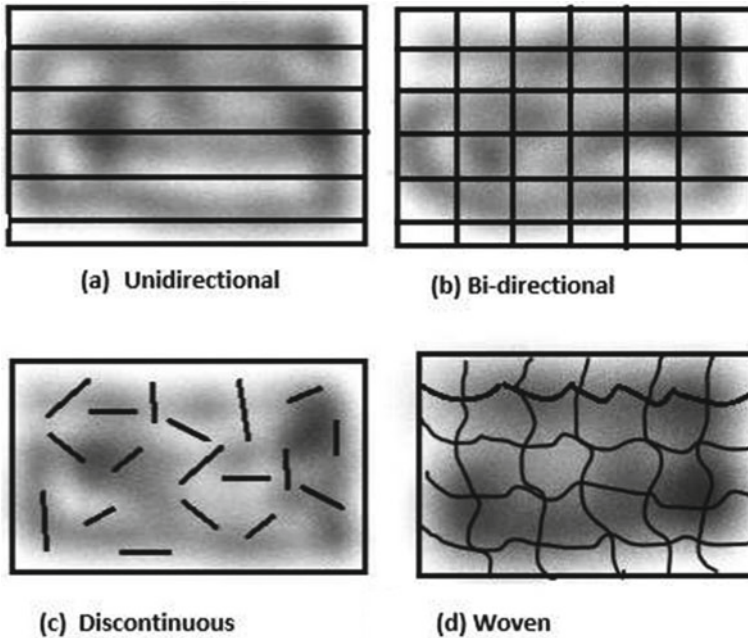 (a) Unidirectional
(b) Bi-directional
(c) Discontinuous
(d) Woven